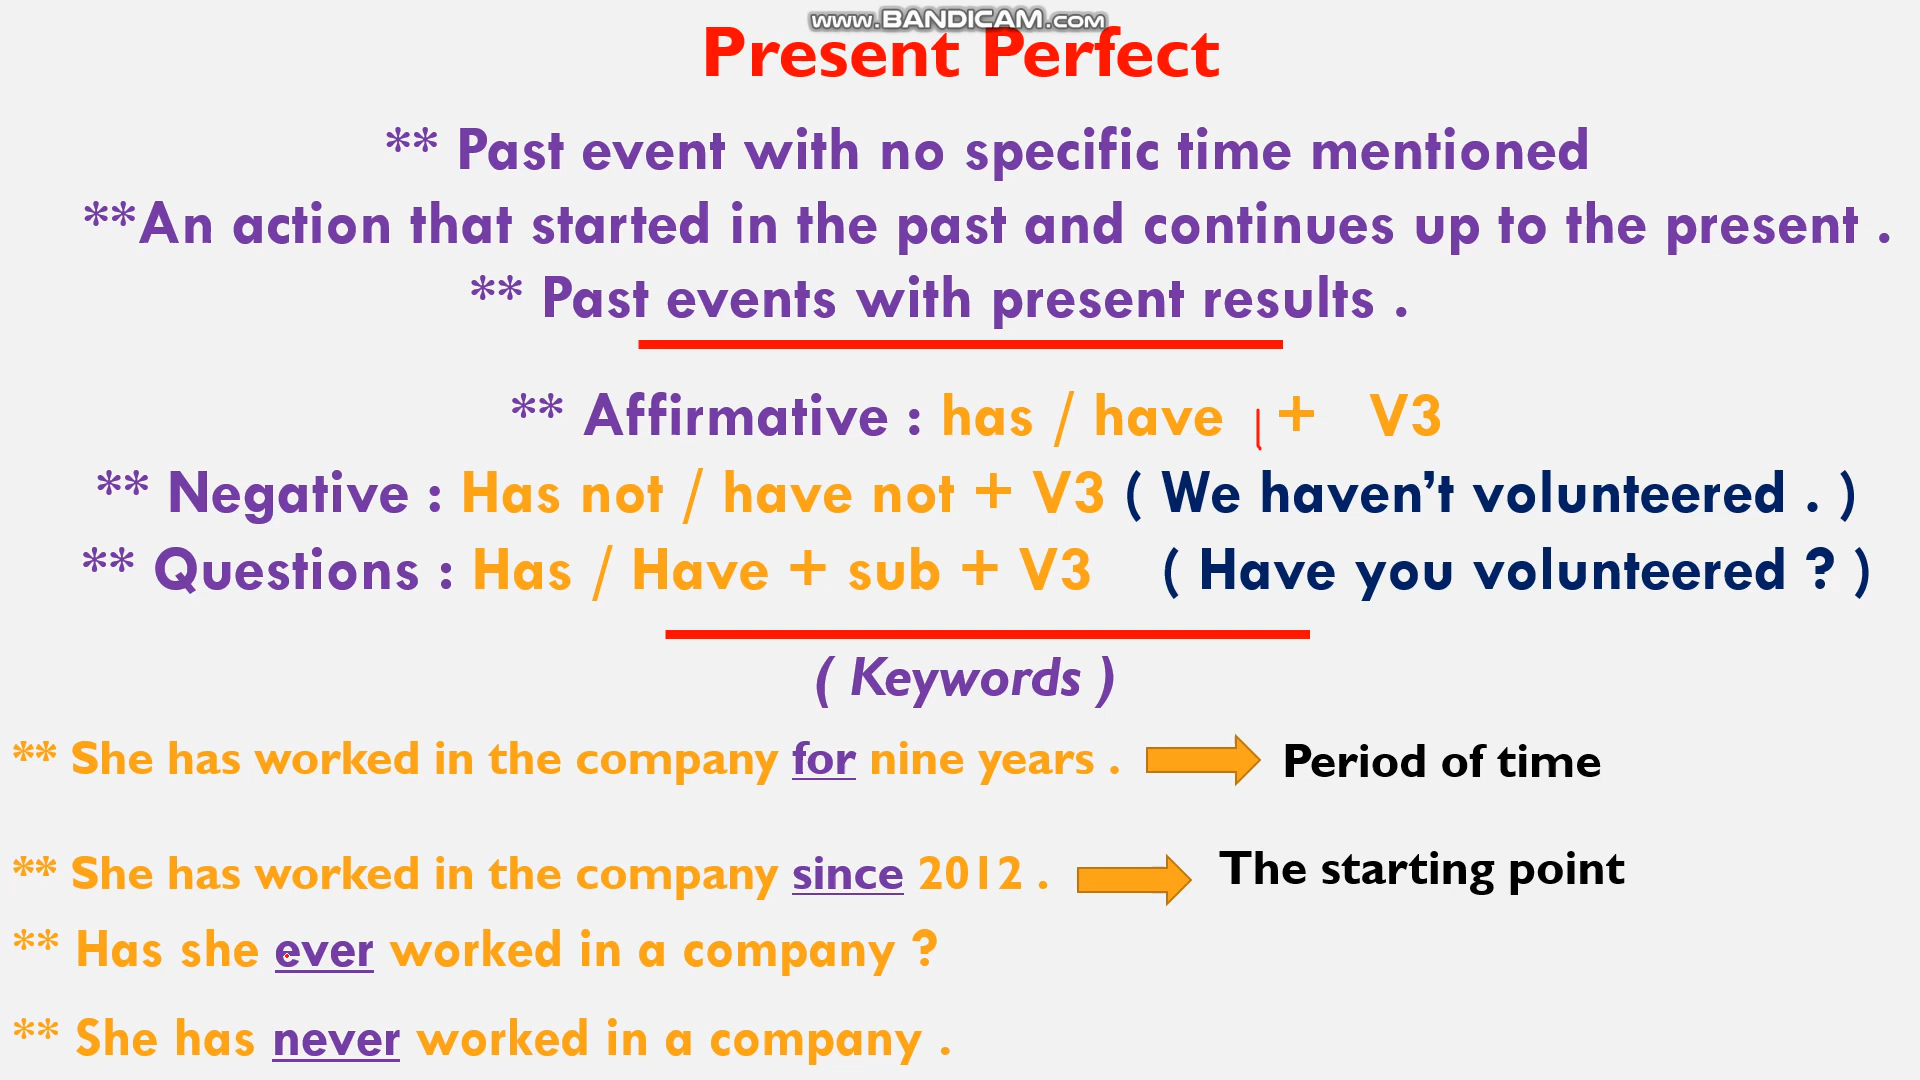 www.BANDICAM.com
Present Perfect
** Past event with no specific time mentioned
**An action that started in the past and continues up to the present .
** Past events with present results .
** Affirmative : has / have + V3
** Negative : Has not / have not + V3 ( We haven’t volunteered . )
** Questions : Has / Have + sub + V3 ( Have you volunteered ? )
( Keywords )
** She has worked in the company for nine years . Period of time
** She has worked in the company since 2012 . The starting point
** Has she ever worked in a company ?
** She has never worked in a company .